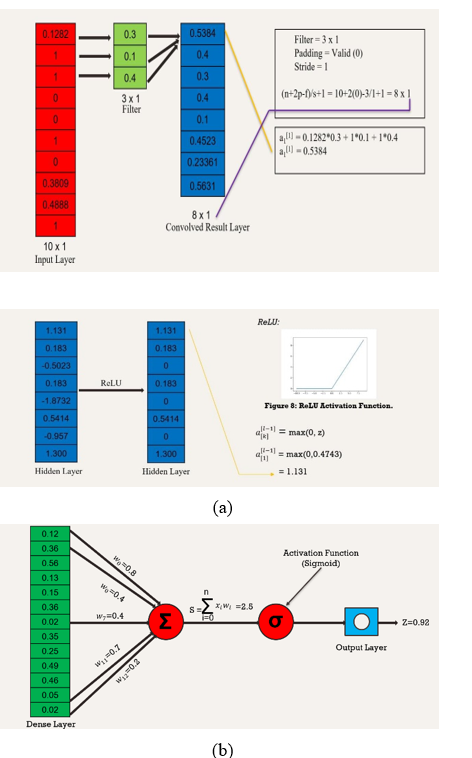 0.1282
1
1
0
0
1
0
0.3809
0.4888
1
10 x 1
Input Layer
0.3
0.1
0.4
3 x 1
Filter
0.5384
0.4
0.3
0.4
0.1
0.4523
0.23361
0.5631
8 x 1
Convolved Result Layer
Filter = 3 x 1
Padding = Valid (0)
Stride = 1
(n+2p-f)/s+1 = 10+2(0)-3/1+1 = 8 x 1
a₁[1] = 0.1282*0.3 + 1*0.1 + 1*0.4
a₁[1] = 0.5384
1.131
0.183
-0.5023
0.183
-1.8732
0.5414
-0.957
1.300
Hidden Layer
ReLU
1.131
0.183
0
0.183
0
0.5414
0
1.300
Hidden Layer
ReLU:
Figure 8: ReLU Activation Function.
a[k][l−1] = max(0, z)
a[1][l−1] = max(0,0.4743)
= 1.131
(a)
0.12
0.36
0.56
0.13
0.15
0.36
0.02
0.35
0.25
0.49
0.46
0.05
0.02
Dense Layer
w₀=0.8
w₀=0.4
w₇=0.4
w₁₁=0.7
w₁₂=0.2
Σ
S=∑ n i=0 xᵢwᵢ =2.5
Activation Function
(Sigmoid)
σ
Output Layer
Z=0.92
(b)